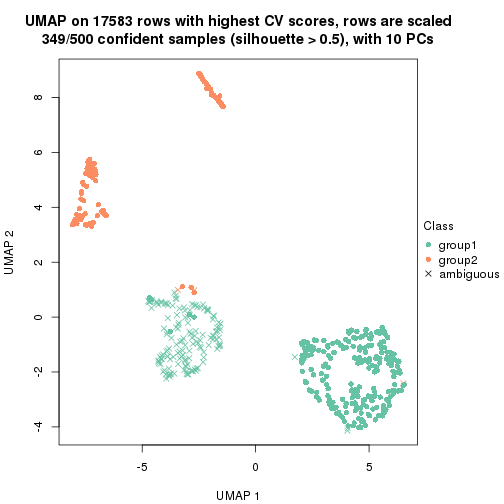 UMAP on 17583 rows with highest CV scores, rows are scaled
349/500 confident samples (silhouette > 0.5), with 10 PCs
8
6
4
2
0
-2
-4
UMAP 2
-5
0
5
UMAP 1
Class
group1
group2
ambiguous